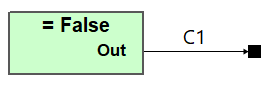 = False
Out
C1